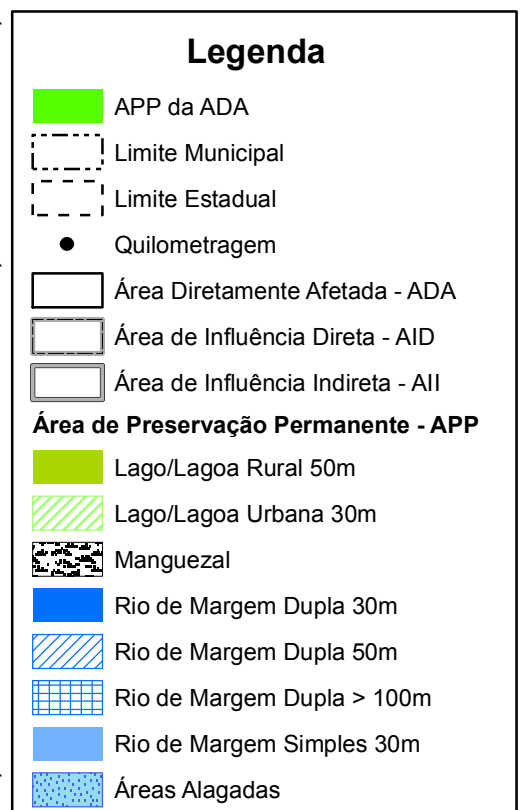 Legenda
APP da ADA
Limite Municipal
Limite Estadual
Quilometragem
Área Diretamente Afetada - ADA
Área de Influência Direta - AID
Área de Influência Indireta - AII
Área de Preservação Permanente - APP
Lago/Lagoa Rural 50m
Lago/Lagoa Urbana 30m
Manguezal
Rio de Margem Dupla 30m
Rio de Margem Dupla 50m
Rio de Margem Dupla > 100m
Rio de Margem Simples 30m
Áreas Alagadas